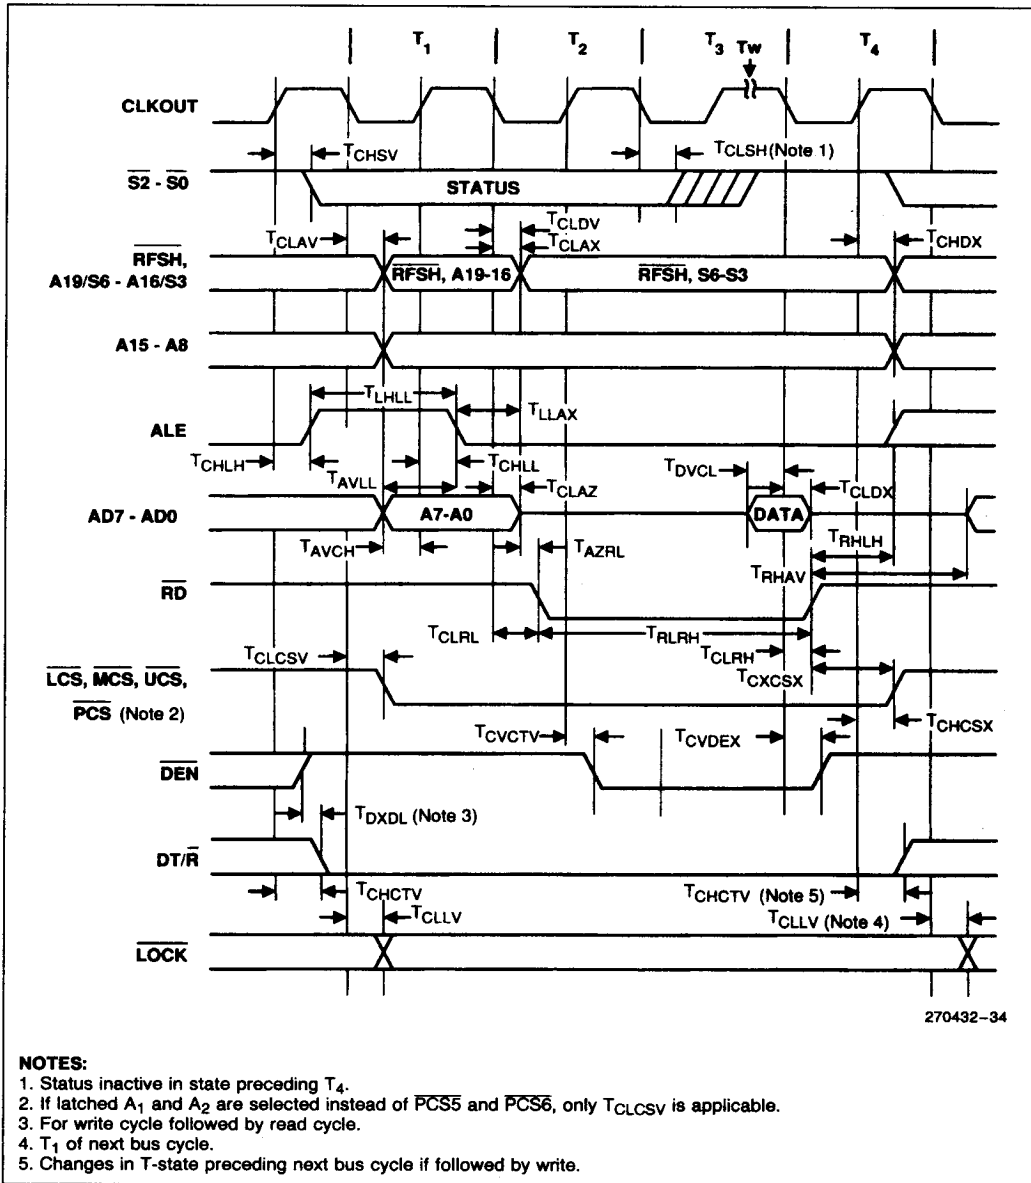 T1 T2 T3 TW T4
CLKOUT
TCHSV TCLSH (Note 1)
S2 - S0 STATUS
TCLDV
TCLAV TCLAX TCHDX
RFSH,
A19/S6 - A16/S3 RFSH, A19-16 RFSH, S6-S3
A15 - A8
TLHLL TLLAX
ALE
TCHLH TCHLL TDVCL
TAVLL TCLAZ TCLDX
AD7 - AD0 A7-A0 DATA
TRHLH
TAVCH TAZRL TRHAV
RD
TCLRL TRLRH
TCLCSV TCLRH
LCS, MCS, UCS, TCXCSX
PCS (Note 2) TCHCSX
TCVCTV TCVDEX
DEN
TDXDL (Note 3)
DT/R
TCHCTV TCHCTV (Note 5)
TCLLV TCLLV (Note 4)
LOCK
270432-34
NOTES:
1. Status inactive in state preceding T4.
2. If latched A1 and A2 are selected instead of PCS5 and PCS6, only TCLCSV is applicable.
3. For write cycle followed by read cycle.
4. T1 of next bus cycle.
5. Changes in T-state preceding next bus cycle if followed by write.